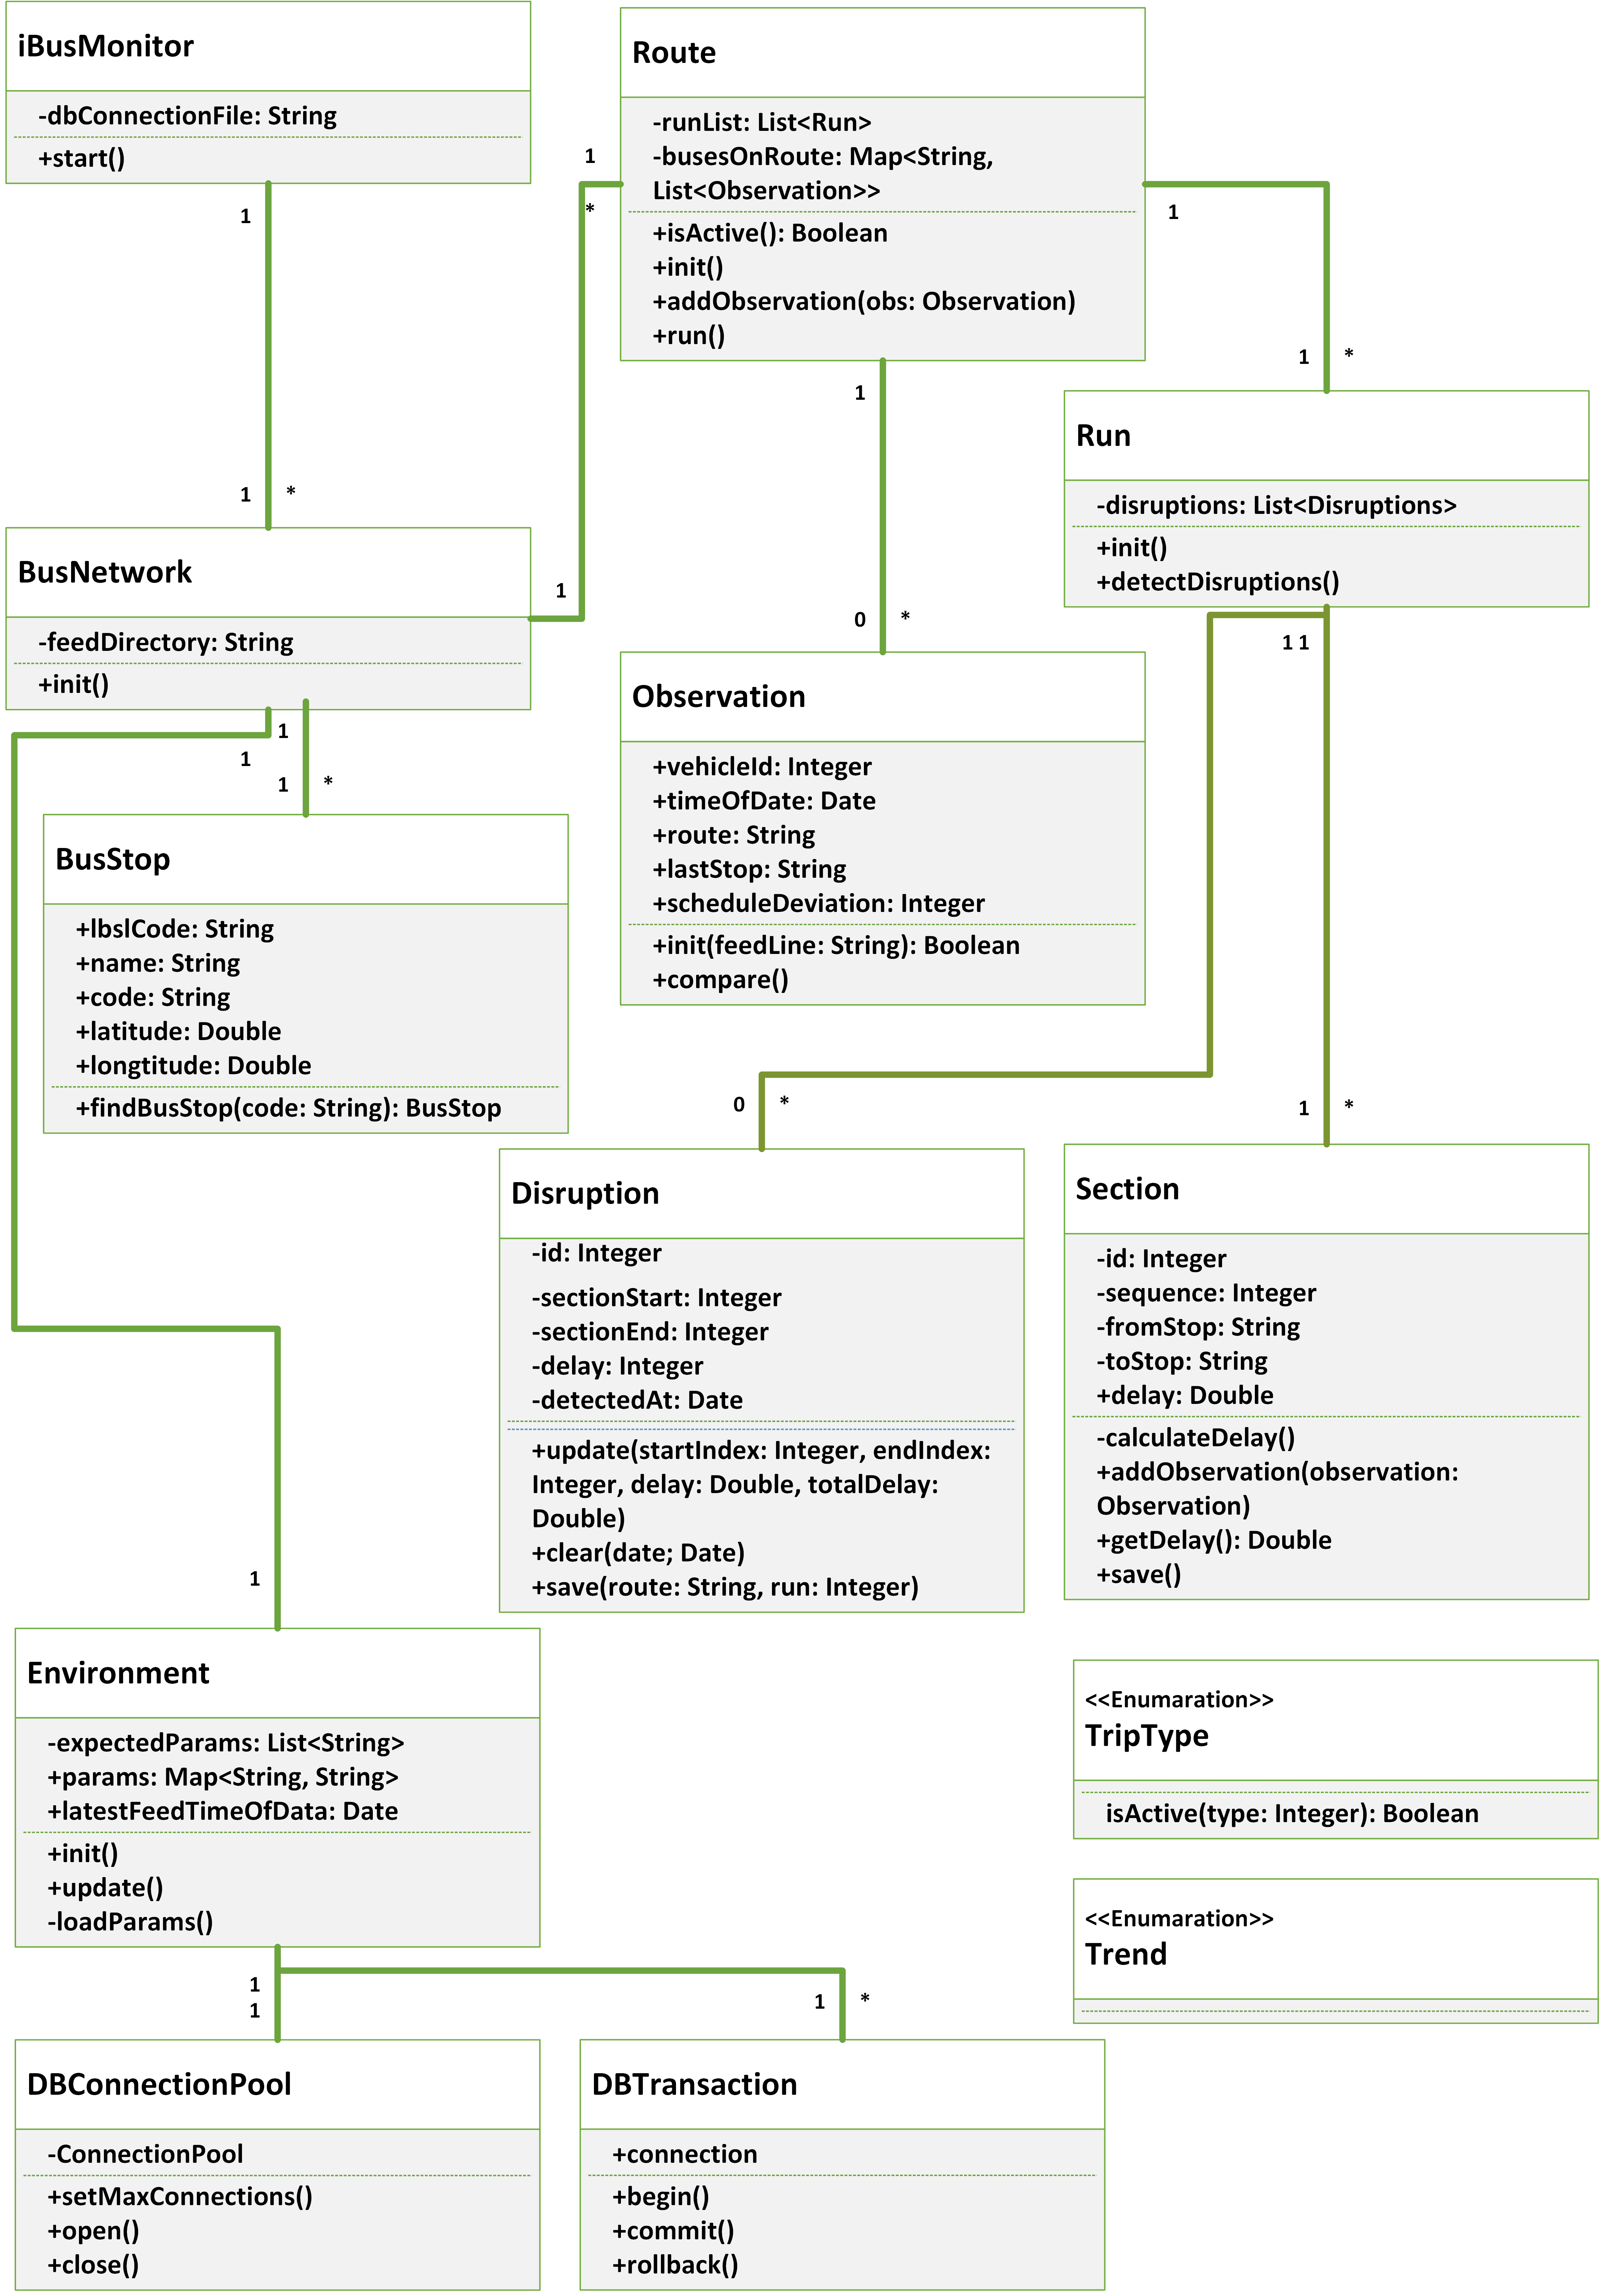 iBusMonitor
-dbConnectionFile: String
+start()
1
1 *
Route
-runList: List<Run>
-busesOnRoute: Map<String,
List<Observation>>
+isActive(): Boolean
+init()
+addObservation(obs: Observation)
+run()
1
*
1
1 *
1
0 *
Run
-disruptions: List<Disruptions>
+init()
+detectDisruptions()
1 1
BusNetwork
-feedDirectory: String
+init()
1
1
1
1 *
Observation
+vehicleId: Integer
+timeOfDate: Date
+route: String
+lastStop: String
+scheduleDeviation: Integer
+init(feedLine: String): Boolean
+compare()
BusStop
+lbslCode: String
+name: String
+code: String
+latitude: Double
+longtitude: Double
+findBusStop(code: String): BusStop
0 *
1 *
Disruption
-id: Integer
-sectionStart: Integer
-sectionEnd: Integer
-delay: Integer
-detectedAt: Date
+update(startIndex: Integer, endIndex:
Integer, delay: Double, totalDelay:
Double)
+clear(date; Date)
+save(route: String, run: Integer)
Section
-id: Integer
-sequence: Integer
-fromStop: String
-toStop: String
+delay: Double
-calculateDelay()
+addObservation(observation:
Observation)
+getDelay(): Double
+save()
1
Environment
-expectedParams: List<String>
+params: Map<String, String>
+latestFeedTimeOfData: Date
+init()
+update()
-loadParams()
<<Enumaration>>
TripType
isActive(type: Integer): Boolean
<<Enumaration>>
Trend
1
1
1 *
DBConnectionPool
-ConnectionPool
+setMaxConnections()
+open()
+close()
DBTransaction
+connection
+begin()
+commit()
+rollback()